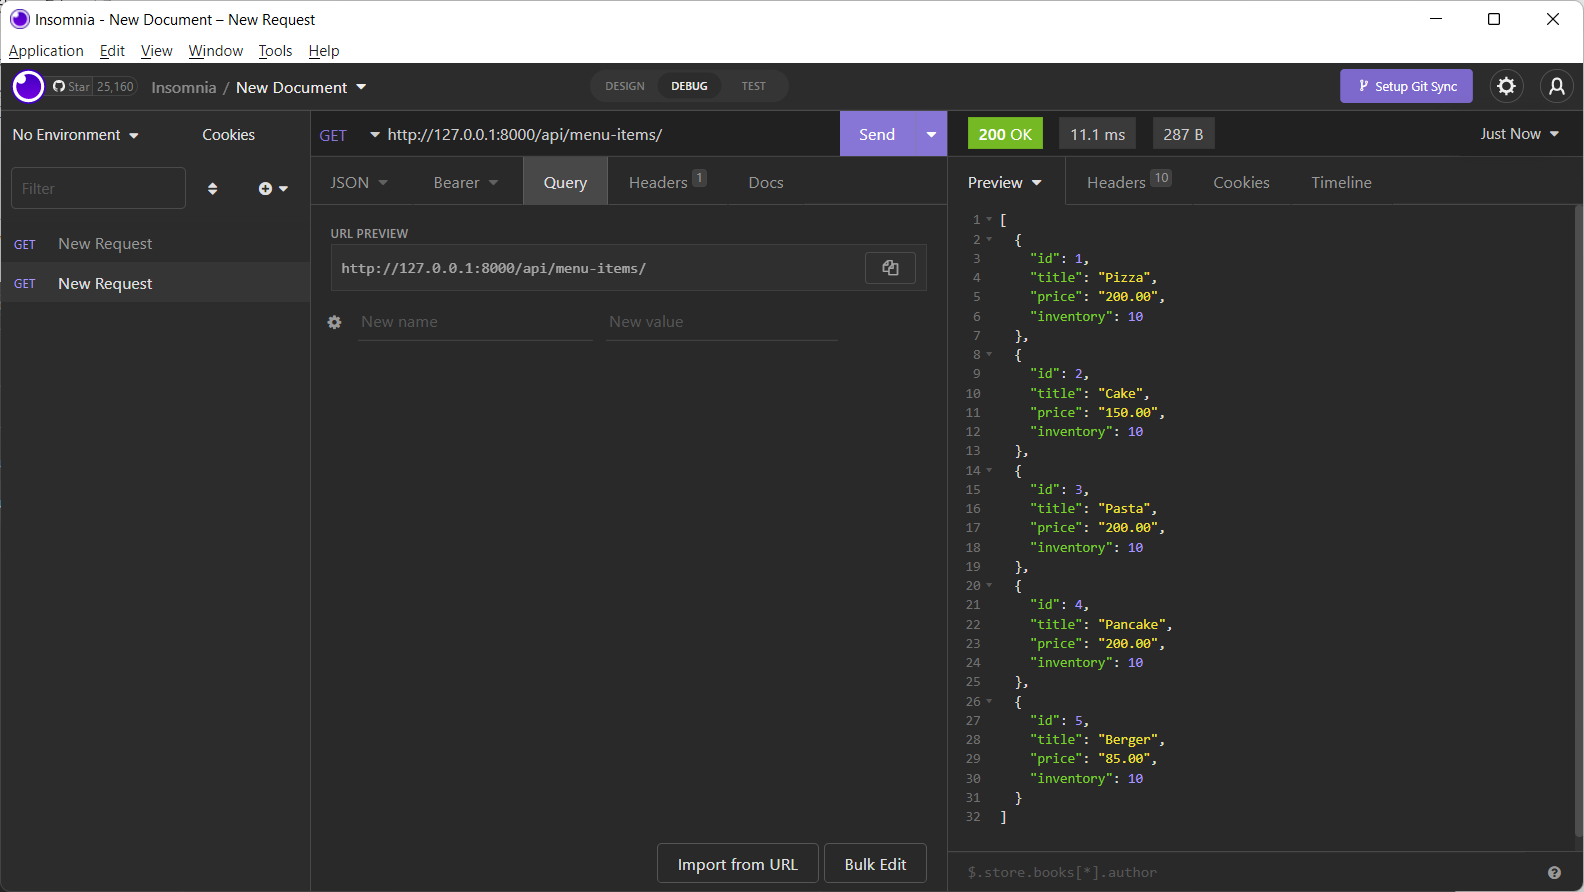 Insomnia - New Document – New Request
Application Edit View Window Tools Help
Star 25,160 Insomnia / New Document DESIGN DEBUG TEST Setup Git Sync
No Environment Cookies
Filter
GET New Request
GET New Request
GET http://127.0.0.1:8000/api/menu-items/ Send
JSON Bearer Query Headers 1 Docs
URL PREVIEW
http://127.0.0.1:8000/api/menu-items/
New name New value
Import from URL Bulk Edit
200 OK 11.1 ms 287 B Just Now
Preview Headers 10 Cookies Timeline
1 [
2 {
3 "id": 1,
4 "title": "Pizza",
5 "price": "200.00",
6 "inventory": 10
7 },
8 {
9 "id": 2,
10 "title": "Cake",
11 "price": "150.00",
12 "inventory": 10
13 },
14 {
15 "id": 3,
16 "title": "Pasta",
17 "price": "200.00",
18 "inventory": 10
19 },
20 {
21 "id": 4,
22 "title": "Pancake",
23 "price": "200.00",
24 "inventory": 10
25 },
26 {
27 "id": 5,
28 "title": "Berger",
29 "price": "85.00",
30 "inventory": 10
31 }
32 ]
$.store.books[*].author